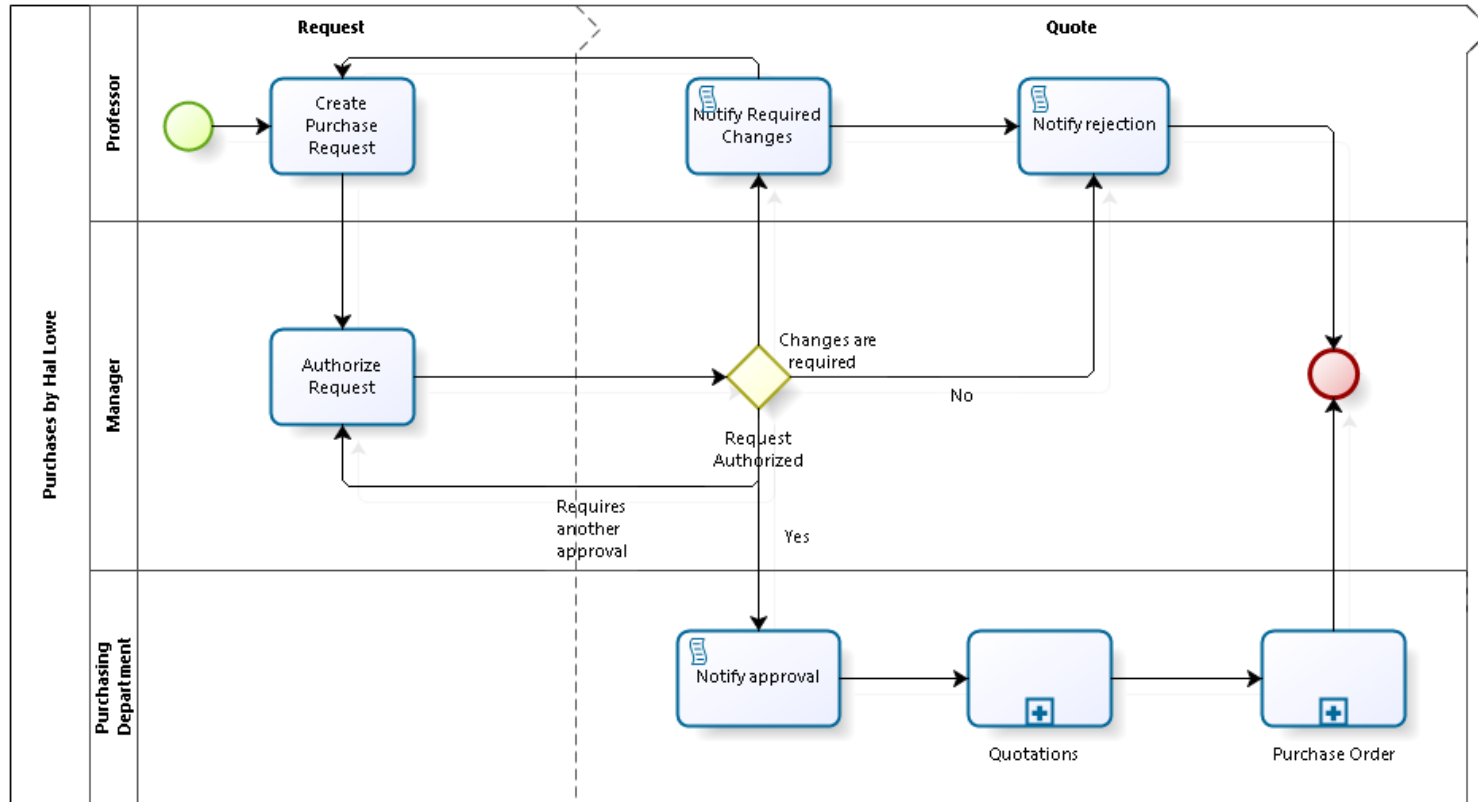 Request
Quote
Purchases by Hal Lowe
Professor
Create
Purchase
Request
Notify Required
Changes
Notify rejection
Manager
Authorize
Request
Changes are
required
No
Request
Authorized
Requires
another
approval
Yes
Purchasing
Department
Notify approval
Quotations
Purchase Order